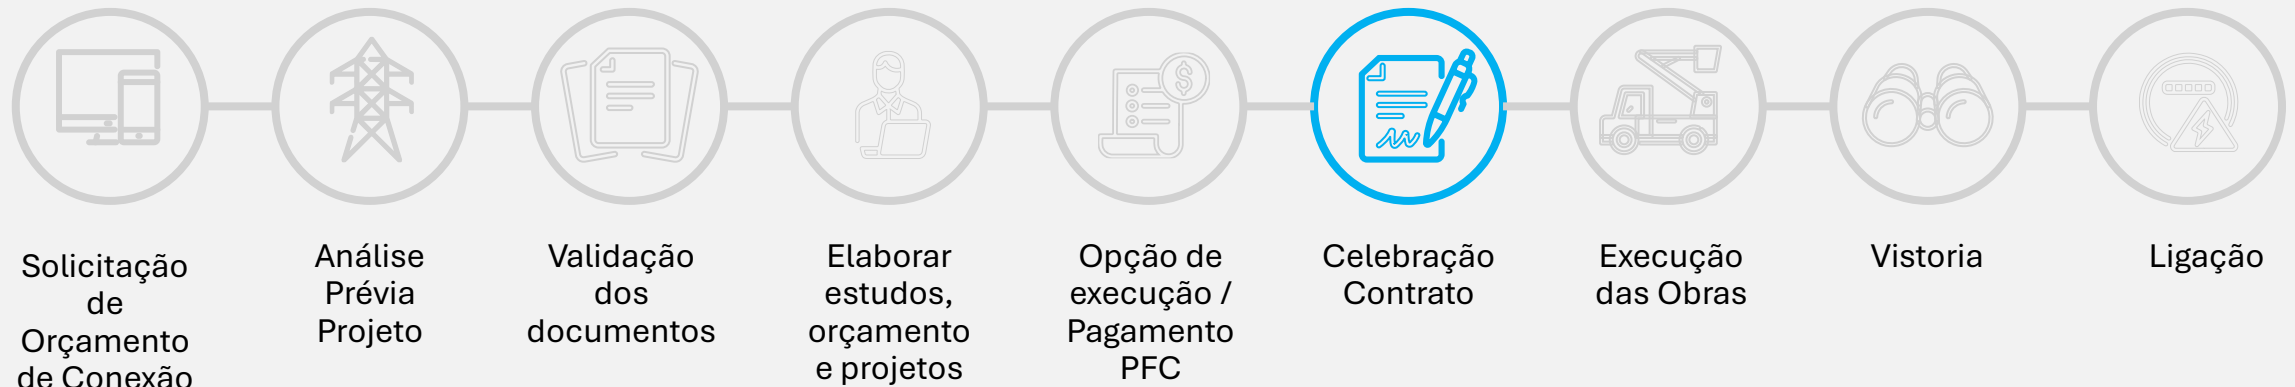 Solicitação
de
Orçamento
de Conexão
Análise
Prévia
Projeto
Validação
dos
documentos
Elaborar
estudos,
orçamento
e projetos
Opção de
execução /
Pagamento
PFC
Celebração
Contrato
Execução
das Obras
Vistoria
Ligação